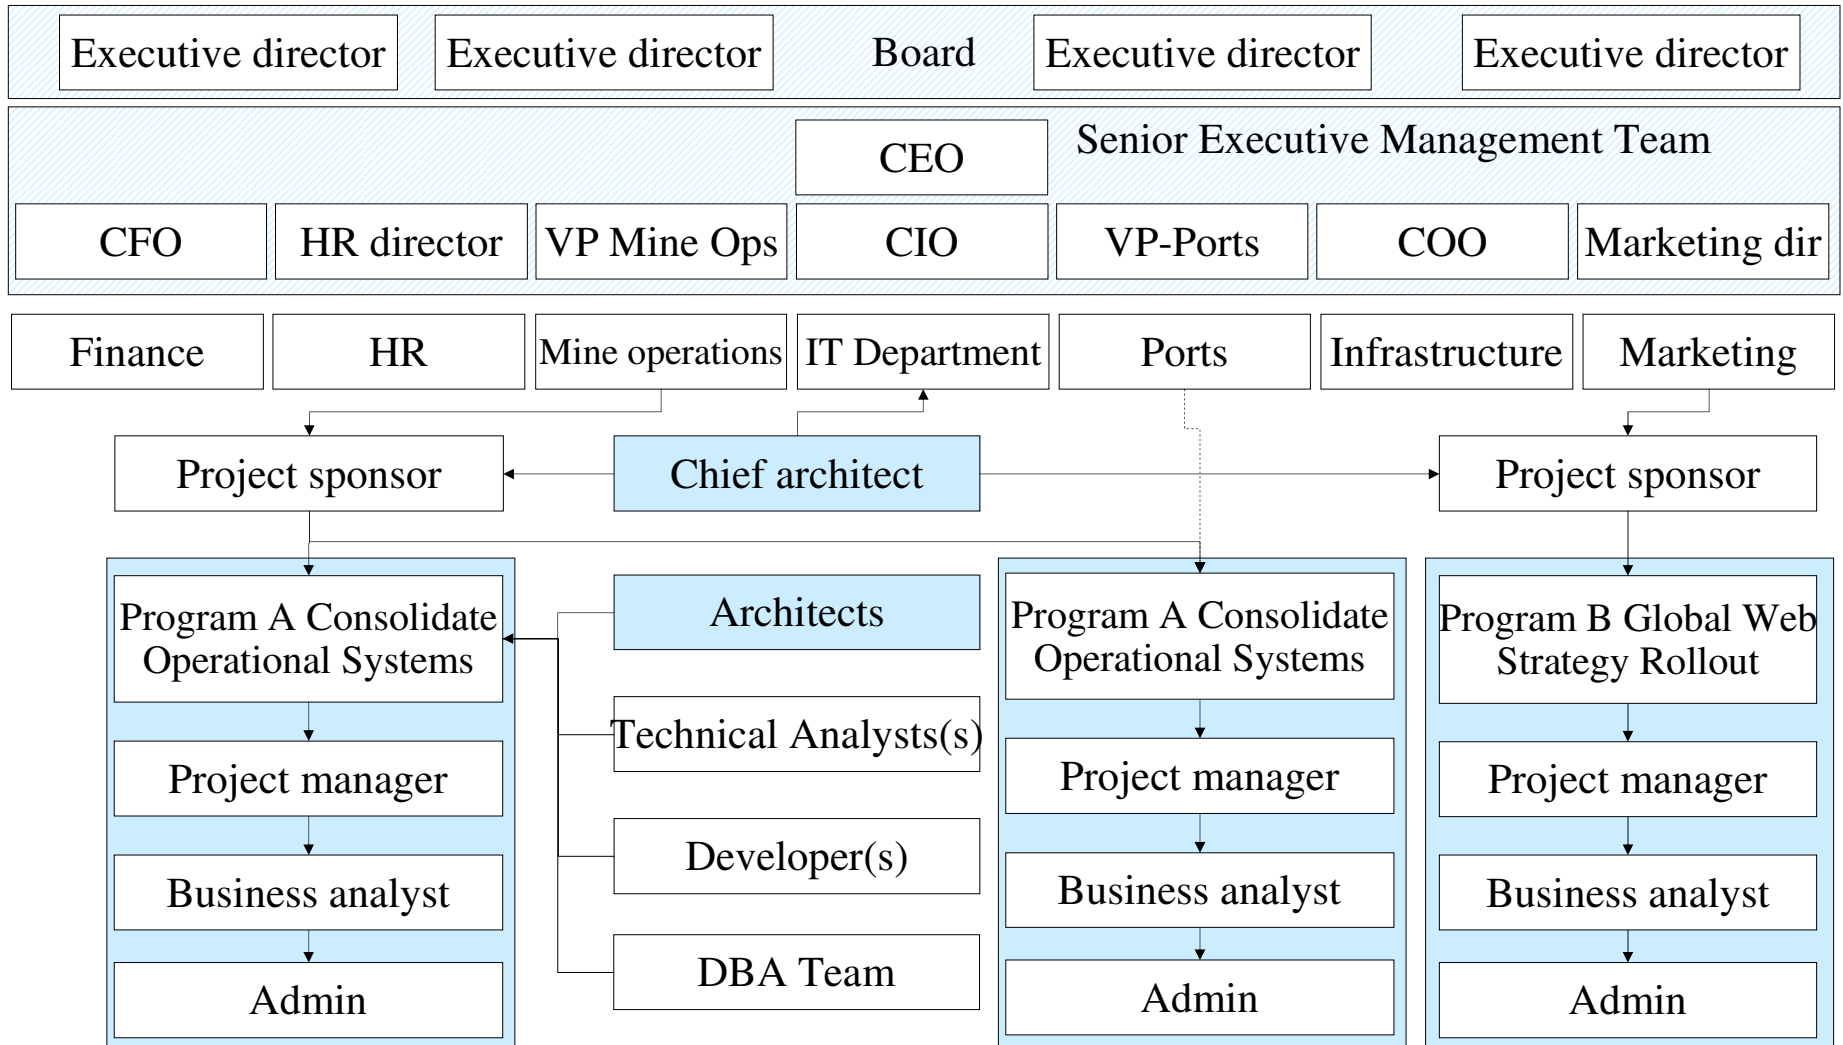 Executive director
Executive director
Board
Executive director
Executive director
Senior Executive Management Team
CEO
CFO
HR director
VP Mine Ops
CIO
VP-Ports
COO
Marketing dir
Finance
HR
Mine operations
IT Department
Ports
Infrastructure
Marketing
Project sponsor
Chief architect
Project sponsor
Program A Consolidate
Operational Systems
Architects
Program A Consolidate
Operational Systems
Program B Global Web
Strategy Rollout
Technical Analysts(s)
Project manager
Project manager
Project manager
Developer(s)
Business analyst
Business analyst
Business analyst
DBA Team
Admin
Admin
Admin